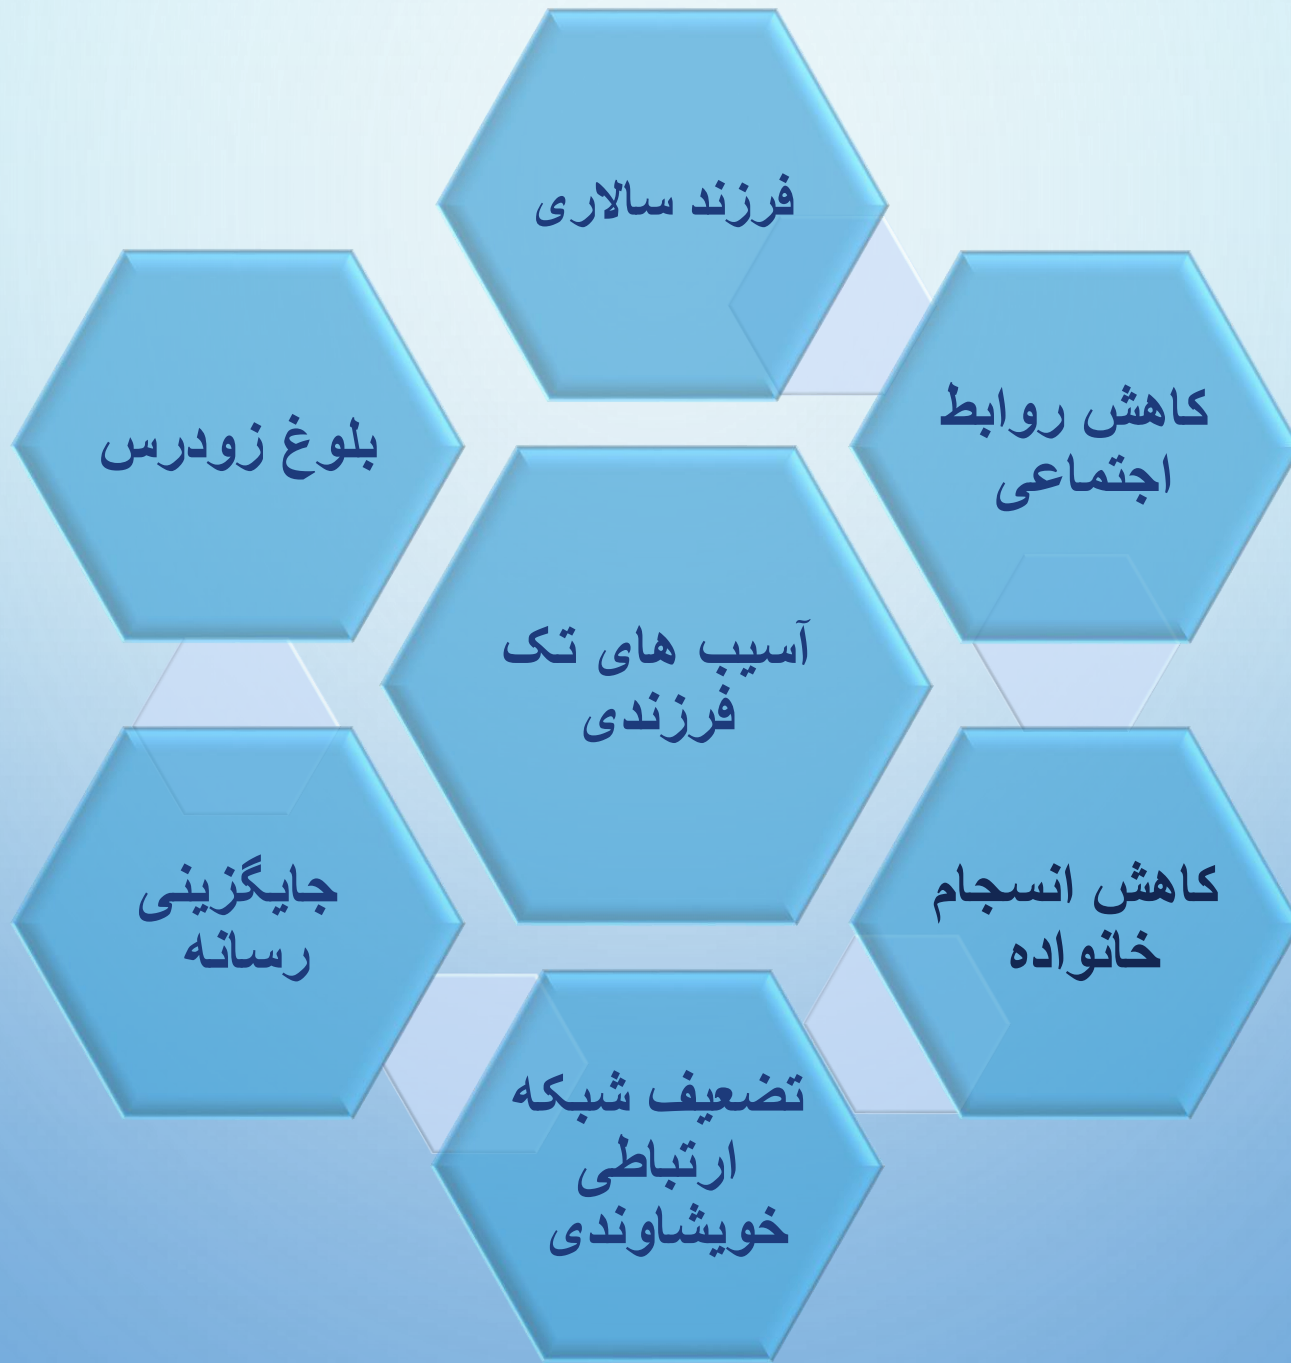 فرزند سالاری
کاهش روابط
اجتماعی
بلوغ زودرس
آسیب های تک
فرزندی
کاهش انسجام
خانواده
جایگزینی
رسانه
تضعیف شبکه
ارتباطی
خویشاوندی